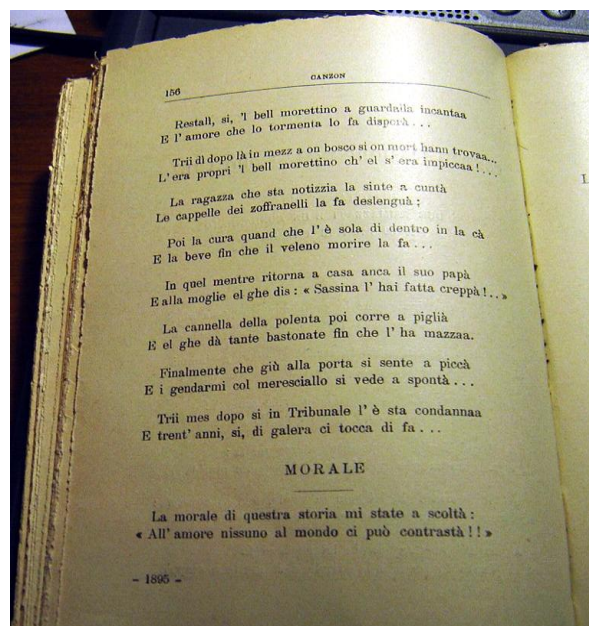 156
CANZON
Restall, sì, 'l bell morettino a guardalla incantaa
E l' amore che lo tormenta lo fa disperà . . .
Trii dì dopo là in mezz a on bosco si on mort hann trovaa...
L' era propri 'l bell morettino ch' el s' era impiccaa ! . . .
La ragazza che sta notizzia la sinte a cuntà
Le cappelle dei zoffranelli la fa deslenguà ;
Poi la cura quand che l' è sola di dentro in la cà
E la beve fin che il veleno morire la fa . . .
In quel mentre ritorna a casa anca il suo papà
E alla moglie el ghe dis : « Sassina l' hai fatta creppà ! . . »
La cannella della polenta poi corre a piglià
E el ghe dà tante bastonate fin che l' ha mazzaa.
Finalmente che giù alla porta si sente a piccà
E i gendarmi col meresciallo si vede a spontà . . .
Trii mes dopo sì in Tribunale l' è sta condannaa
E trent' anni, sì, di galera ci tocca di fa . . .
MORALE
La morale di questra storia mi state a scoltà :
« All' amore nissuno al mondo ci può contrastà ! ! »
- 1895 -